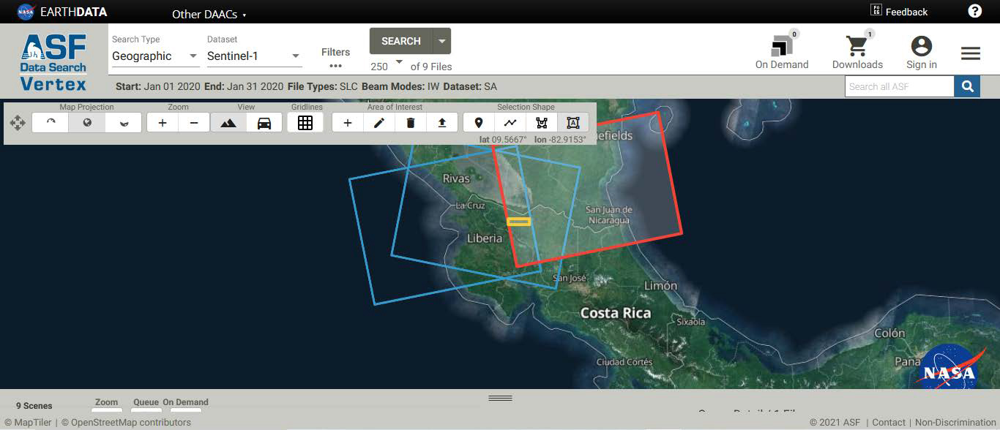 NASA EARTHDATA Other DAACs Feedback ?
ASF
Data Search
Vertex
Search Type Dataset
Geographic Sentinel-1 Filters SEARCH
250 of 9 Files
0 On Demand 1 Downloads Sign in
Start: Jan 01 2020 End: Jan 31 2020 File Types: SLC Beam Modes: IW Dataset: SA
Search all ASF
Map Projection Zoom View Gridlines Area of Interest Selection Shape
A
lat 09.5667° lon -82.9153°
efields
Rivas
La Cruz
San Juan de
Nicaragua
Liberia
San José
Limón
Costa Rica
Sixaola
Colón
Ciudad Cortés
Pana
NASA
9 Scenes Zoom Queue On Demand
© MapTiler | © OpenStreetMap contributors © 2021 ASF | Contact | Non-Discrimination